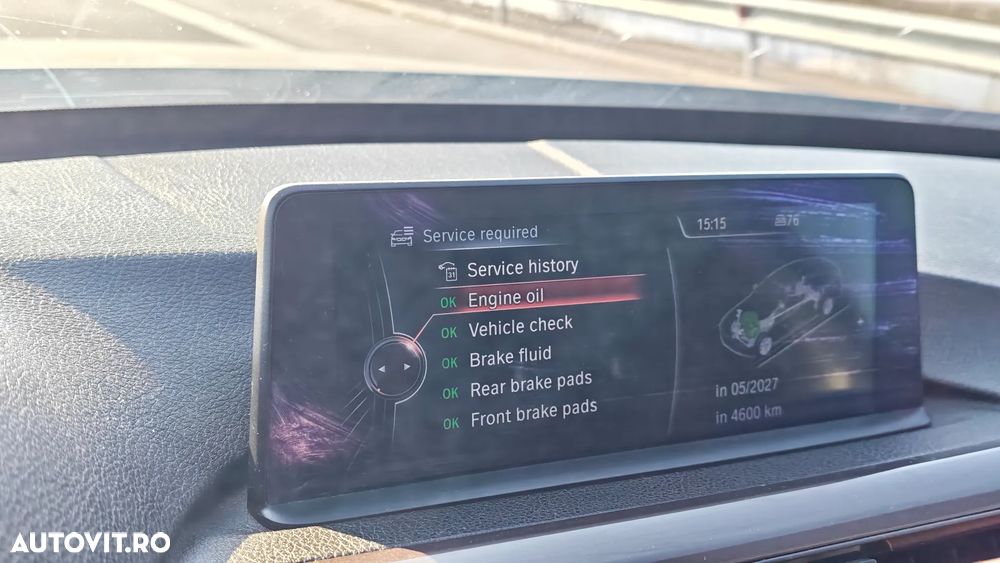 Service required
15:15
76
Service history
31
OK Engine oil
OK Vehicle check
OK Brake fluid
OK Rear brake pads
OK Front brake pads
in 05/2027
in 4600 km
AUTOVIT.RO